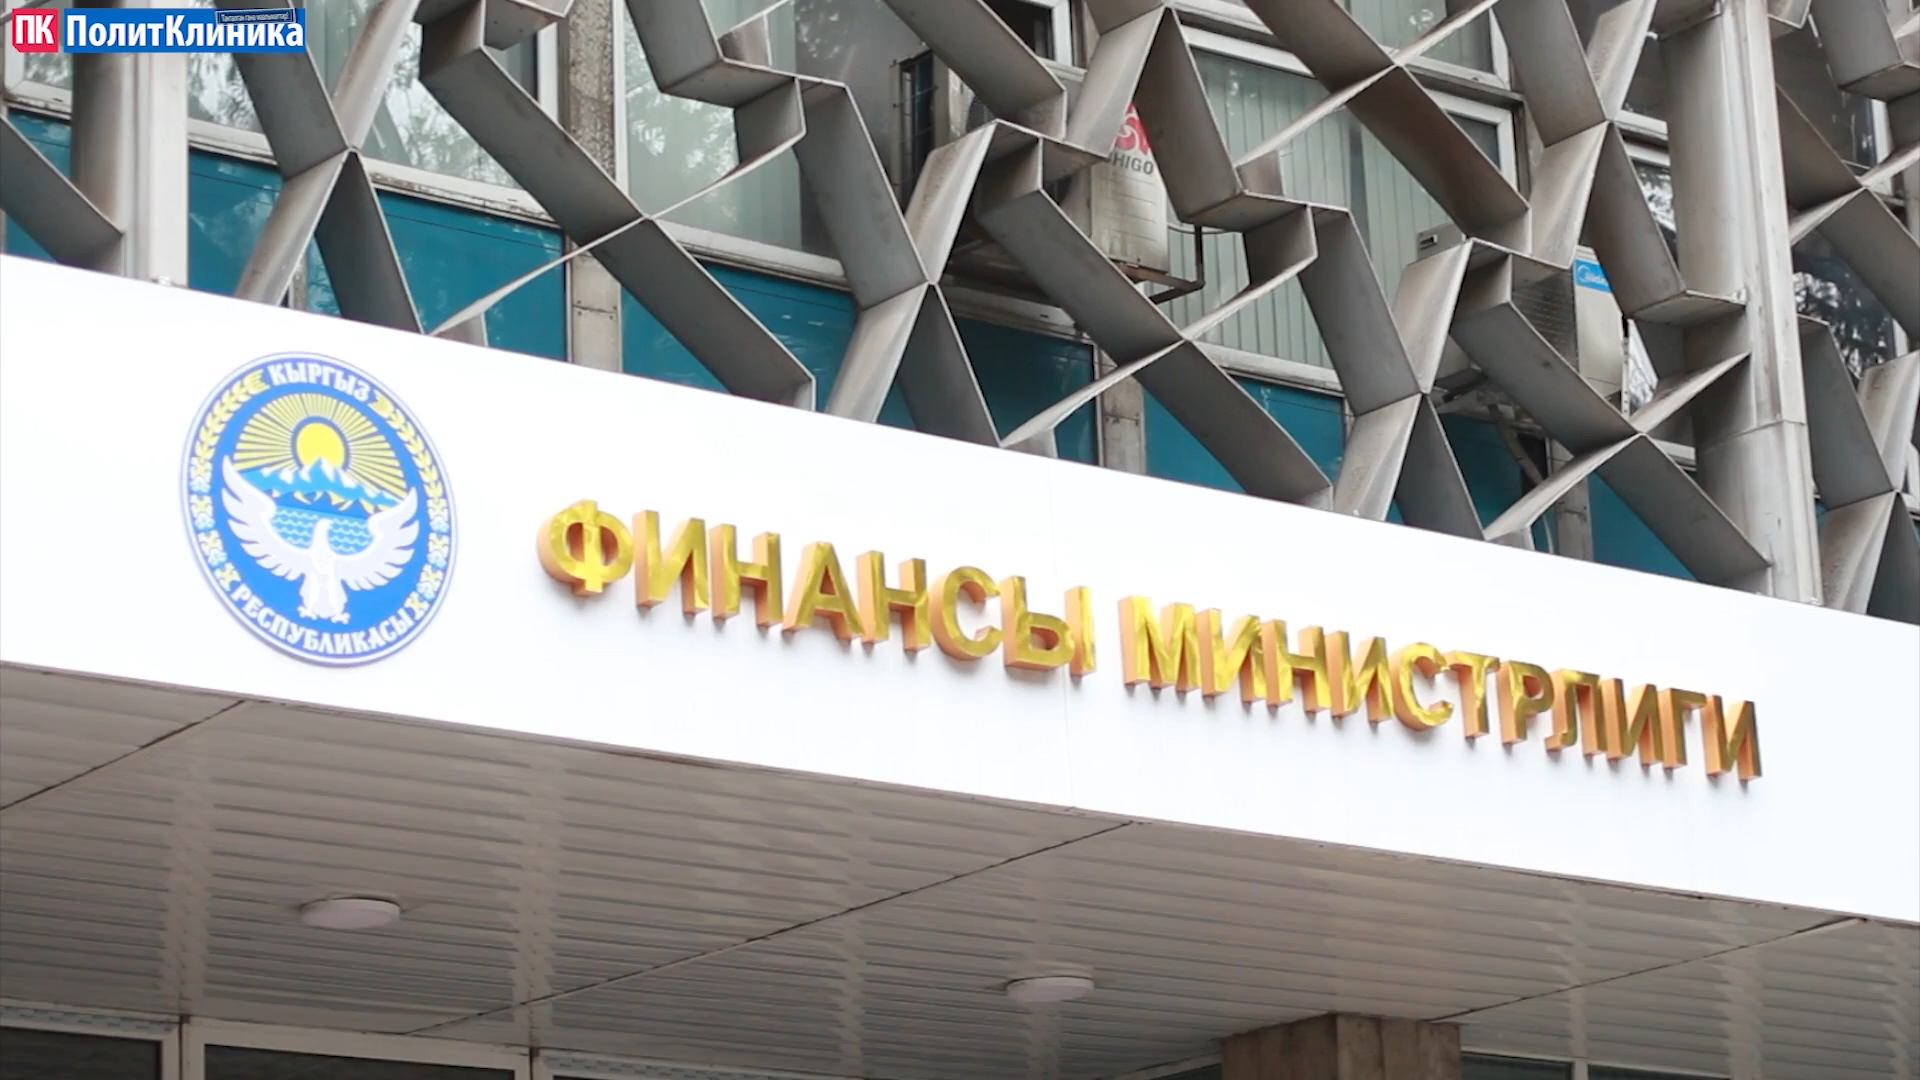 ПК ПолитКлиника
КЫРГЫЗ
РЕСПУБЛИКАСЫ
ФИНАНСЫ МИНИСТРЛИГИ